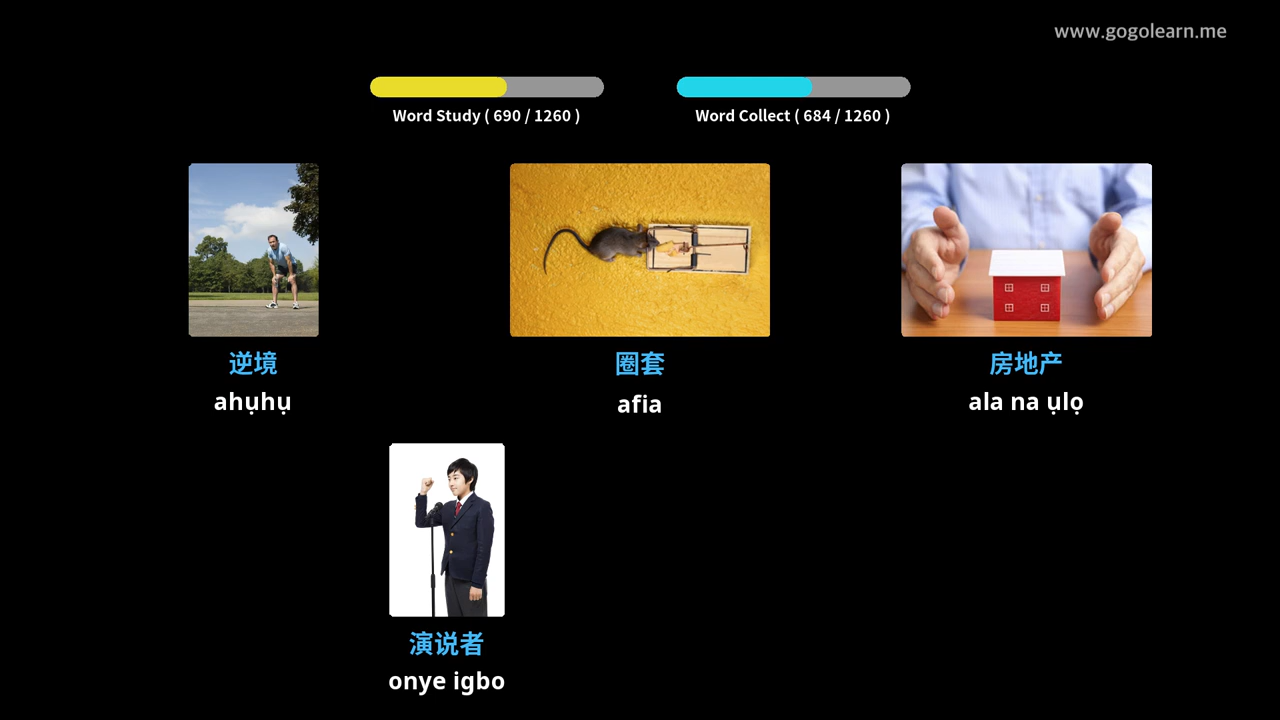 www.gogolearn.me
Word Study ( 690 / 1260 )
Word Collect ( 684 / 1260 )
逆境
ahụhụ
圈套
afia
房地产
ala na ụlọ
演说者
onye igbo